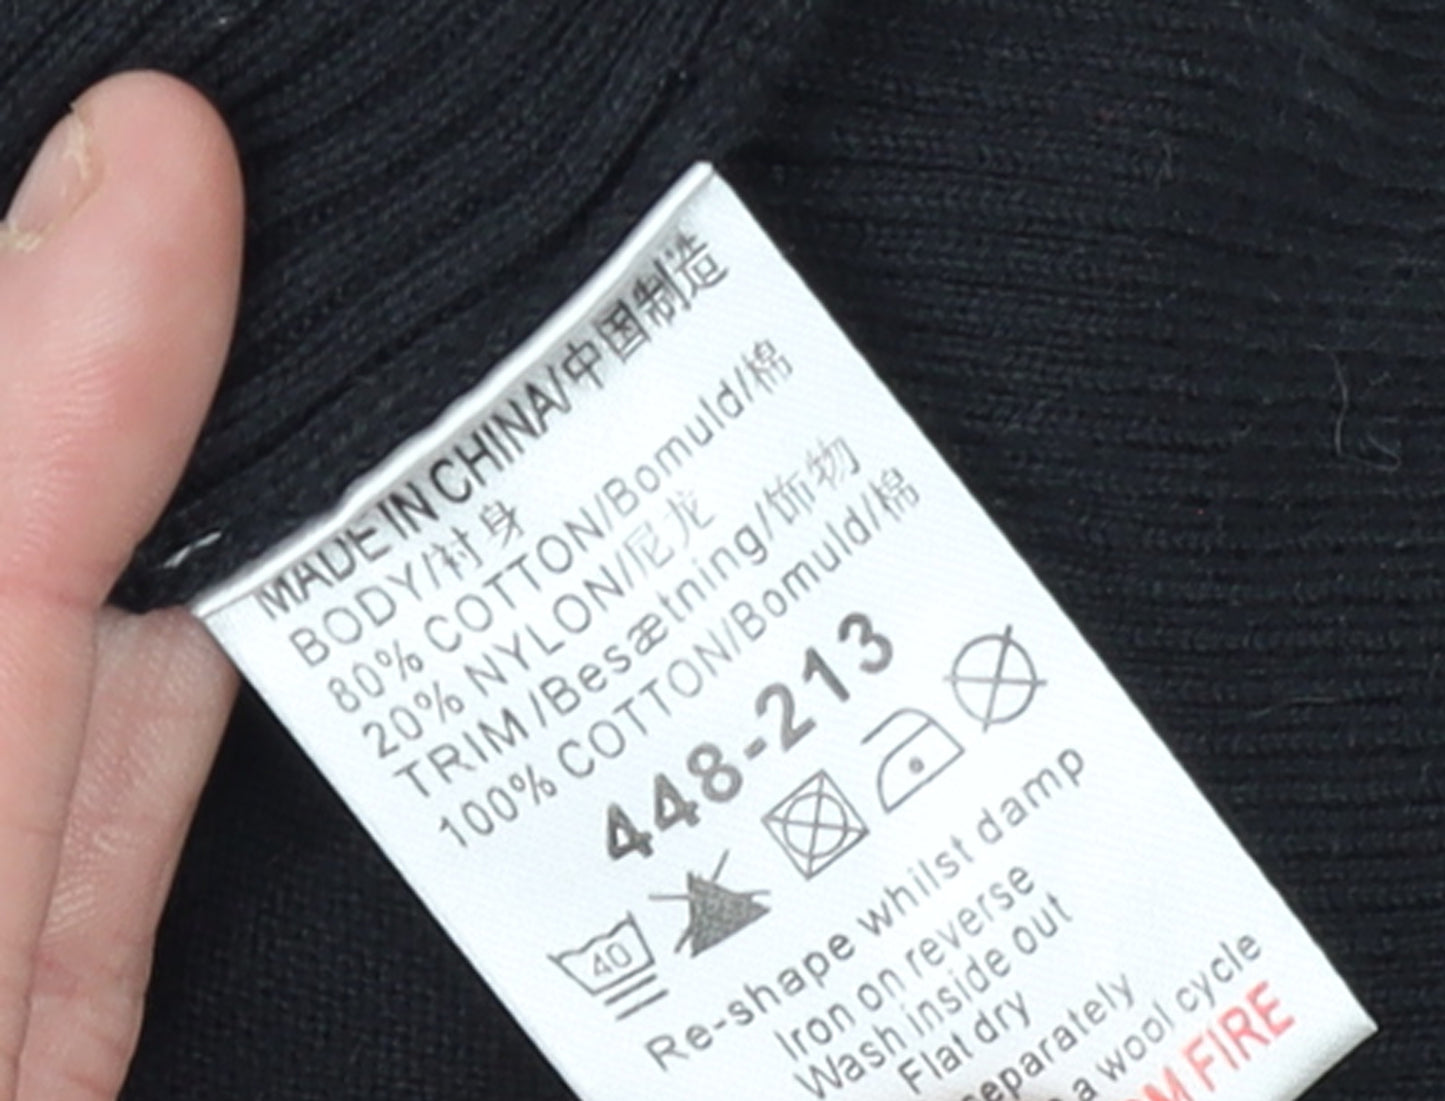 MADE IN CHINA/中国制造
BODY/衬身
80% COTTON/Bomuld/棉
20% NYLON/尼龙
TRIM/Besætning/饰物
100% COTTON/Bomuld/棉
448-213
40
Re-shape whilst damp
Iron on reverse
Wash inside out
Flat dry
separately
a wool cycle
FIRE